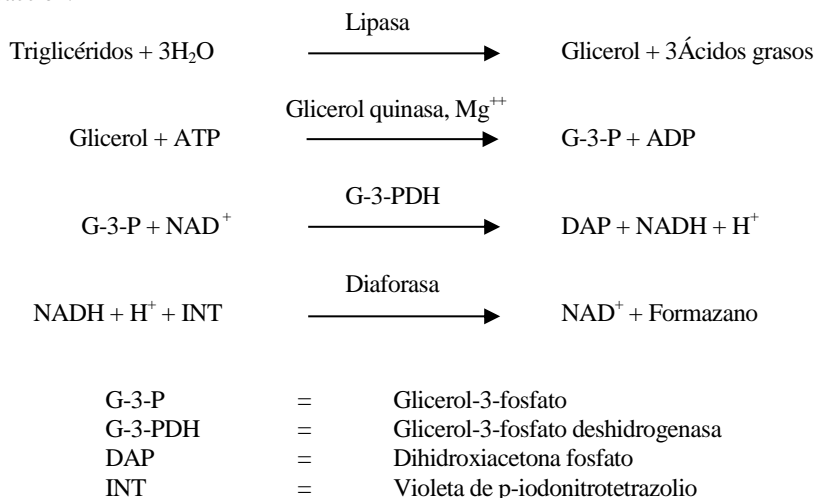 Lipasa
Triglicéridos + 3H₂O Glicerol + 3Ácidos grasos
Glicerol quinasa, Mg⁺⁺
Glicerol + ATP G-3-P + ADP
G-3-PDH
G-3-P + NAD⁺ DAP + NADH + H⁺
Diaforasa
NADH + H⁺ + INT NAD⁺ + Formazano
G-3-P = Glicerol-3-fosfato
G-3-PDH = Glicerol-3-fosfato deshidrogenasa
DAP = Dihidroxiacetona fosfato
INT = Violeta de p-iodonitrotetrazolio